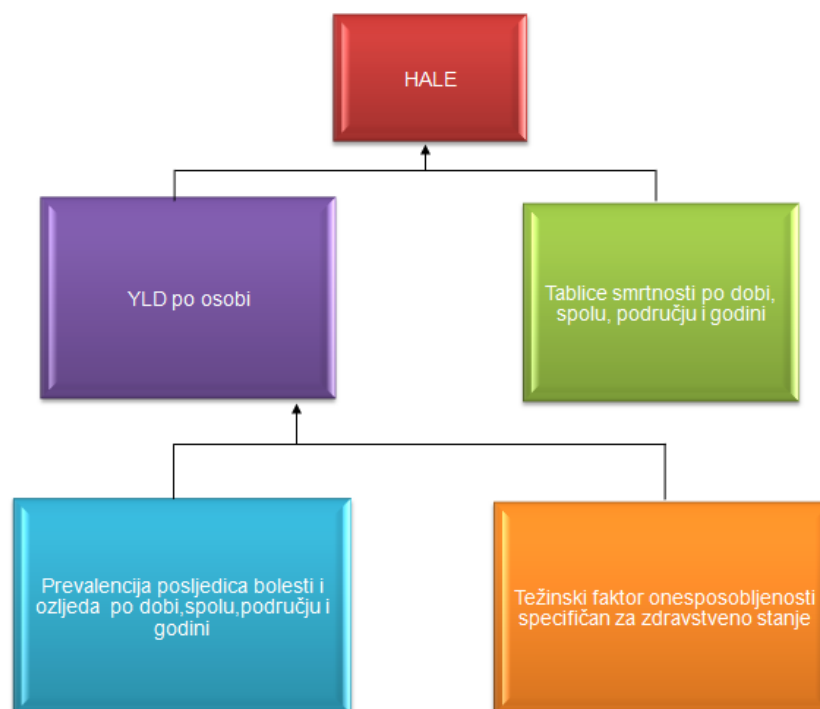 HALE
YLD po osobi
Tablice smrtnosti po dobi,
spolu, području i godini
Prevalencija posljedica bolesti i
ozljeda po dobi,spolu,području i
godini
Težinski faktor onesposobljenosti
specifičan za zdravstveno stanje